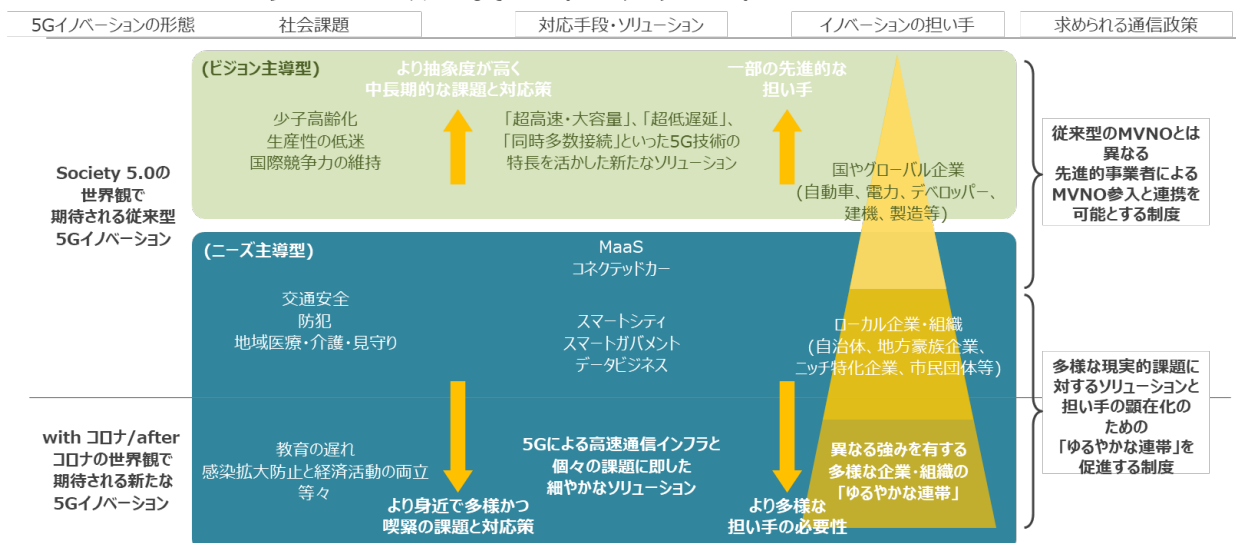 5Gイノベーションの形態
社会課題
対応手段・ソリューション
イノベーションの担い手
求められる通信政策
(ビジョン主導型)
より抽象度が高く
中長期的な課題と対応策
一部の先進的な
担い手
少子高齢化
生産性の低迷
国際競争力の維持
「超高速・大容量」、「超低遅延」、
「同時多数接続」といった5G技術の
特長を活かした新たなソリューション
国やグローバル企業
(自動車、電力、デベロッパー、
建機、製造等)
Society 5.0の
世界観で
期待される従来型
5Gイノベーション
従来型のMVNOとは
異なる
先進的事業者による
MVNO参入と連携を
可能とする制度
(ニーズ主導型)
MaaS
コネクテッドカー
交通安全
防犯
地域医療・介護・見守り
スマートシティ
スマートガバメント
データビジネス
ローカル企業・組織
(自治体、地方豪族企業、
ニッチ特化企業、市民団体等)
多様な現実的課題に
対するソリューションと
担い手の顕在化の
ための
「ゆるやかな連帯」を
促進する制度
with コロナ/after
コロナの世界観で
期待される新たな
5Gイノベーション
教育の遅れ
感染拡大防止と経済活動の両立
等々
5Gによる高速通信インフラと
個々の課題に即した
細やかなソリューション
異なる強みを有する
多様な企業・組織の
「ゆるやかな連帯」
より身近で多様かつ
喫緊の課題と対応策
より多様な
担い手の必要性